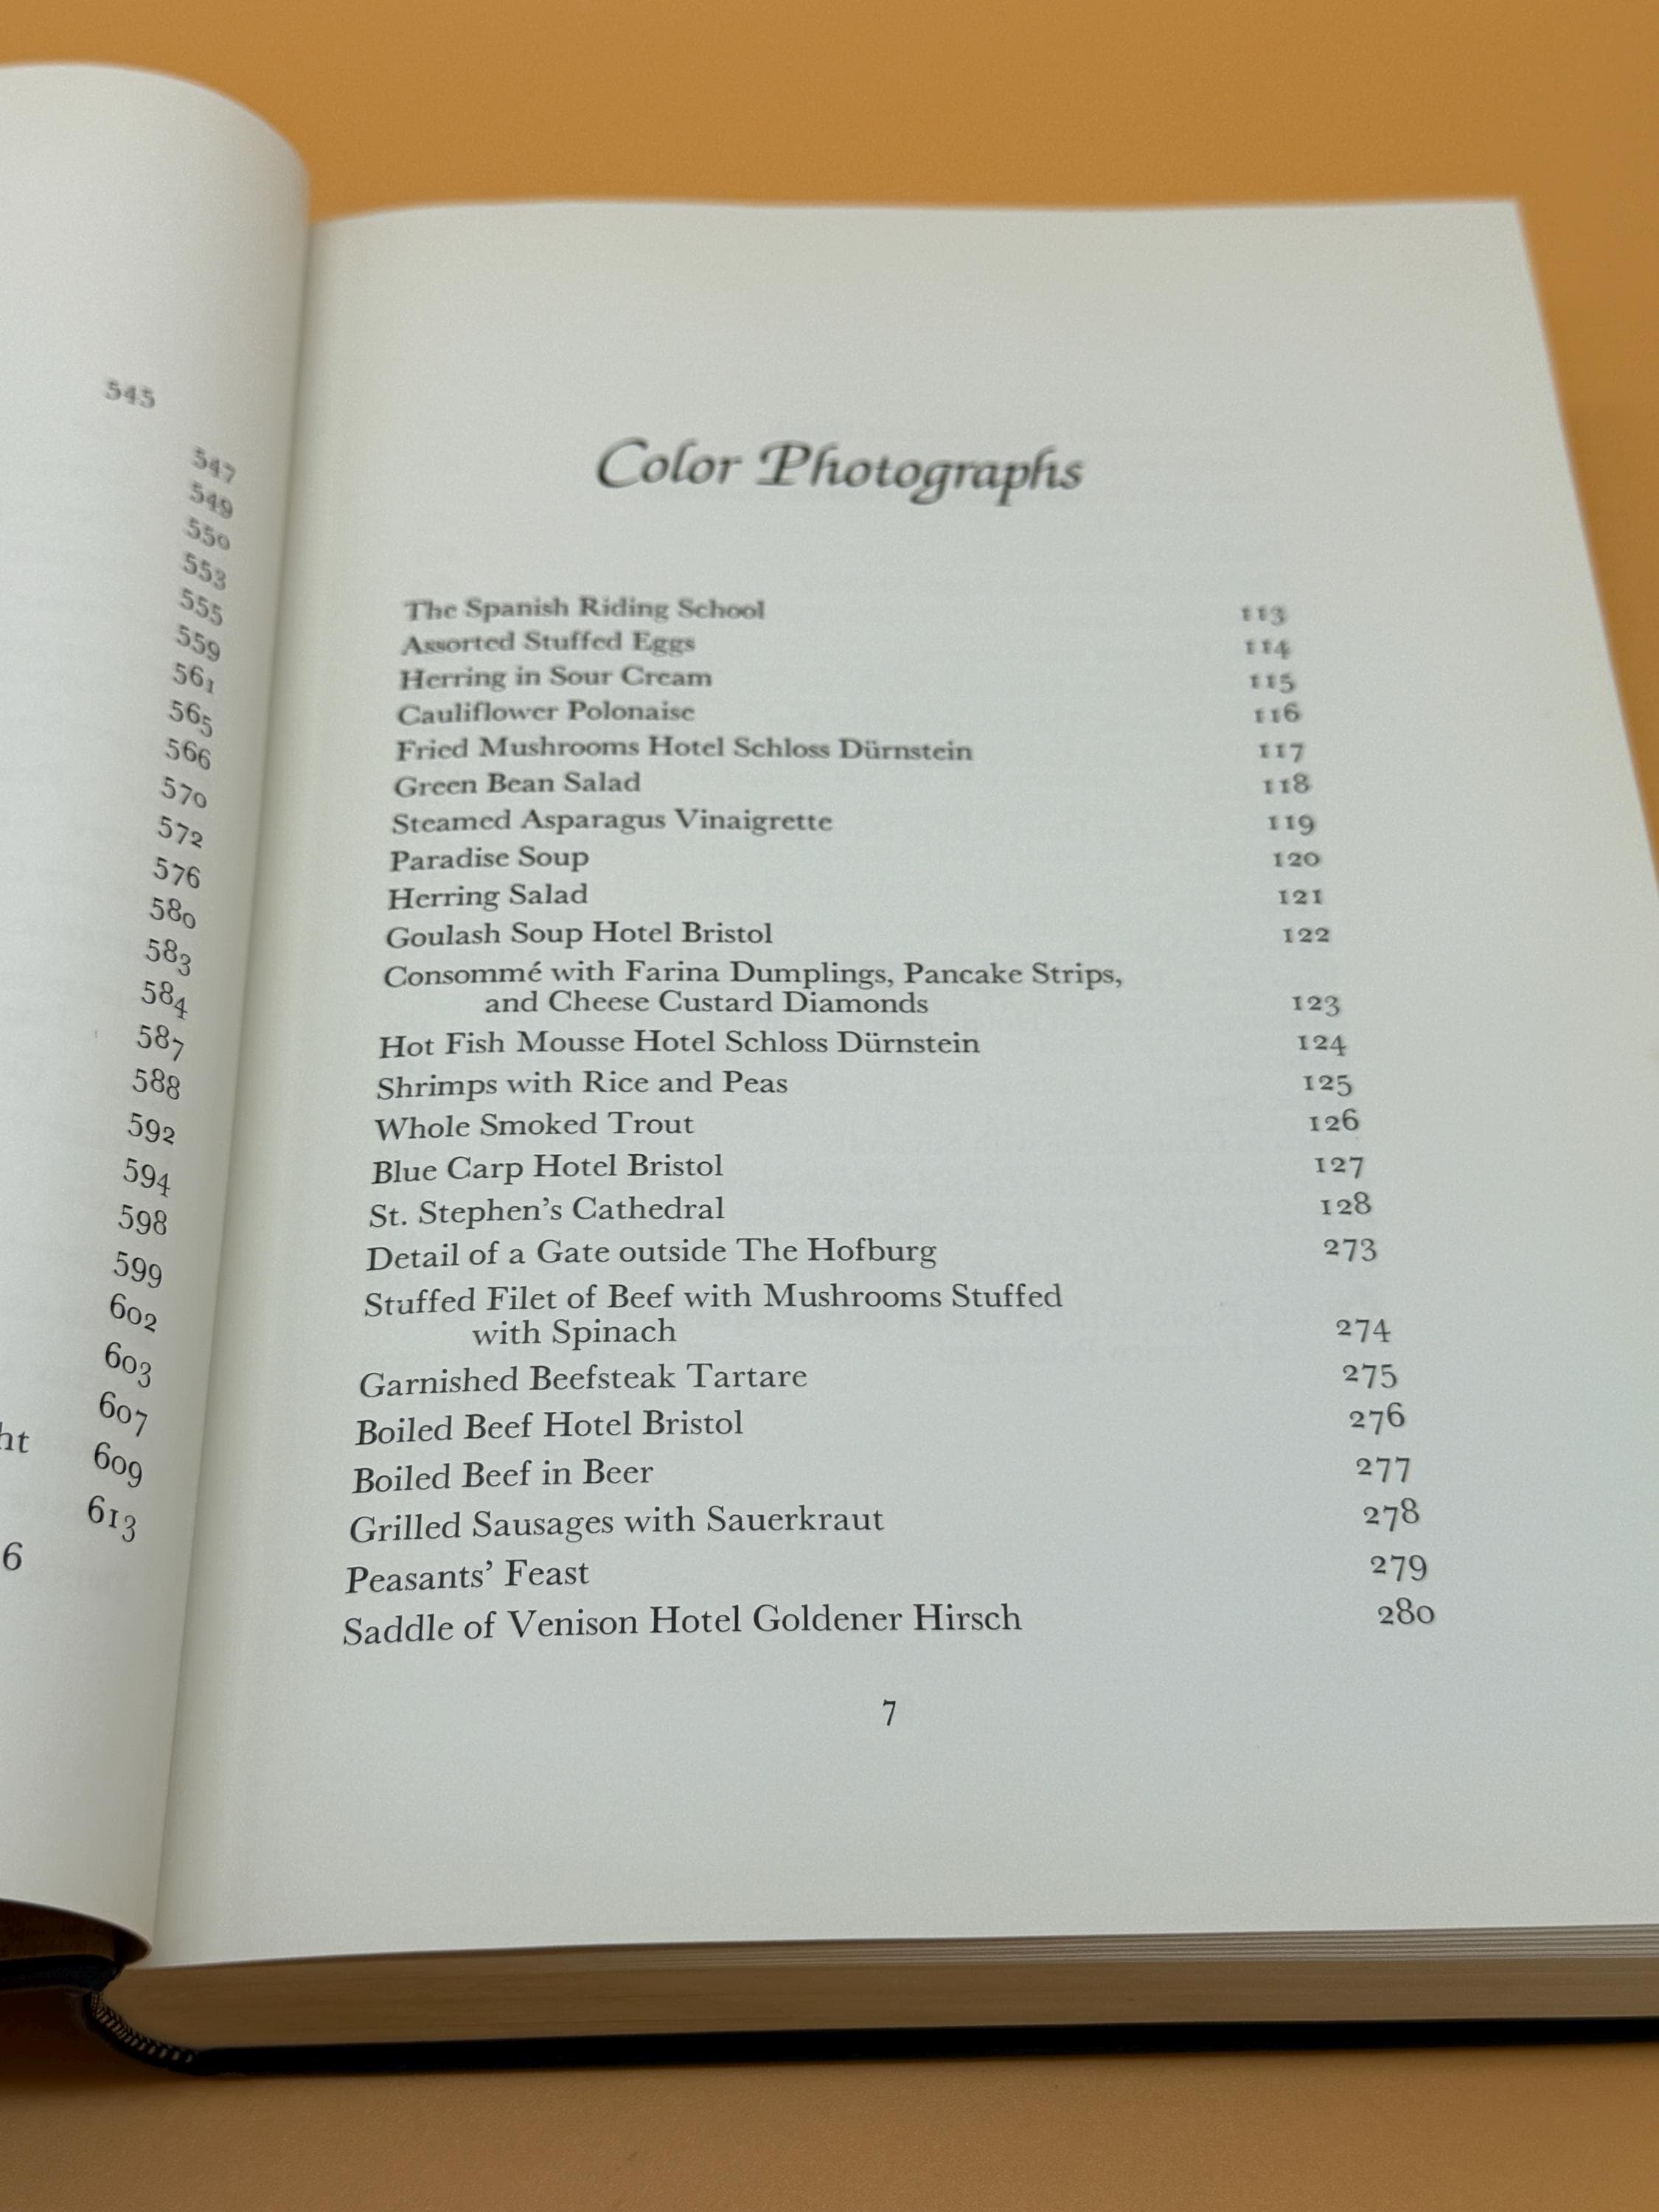 545
547
549
550
553
555
559
561
565
566
570
572
576
580
583
584
587
588
592
594
598
599
602
603
607
ht 609
613
6
Color Photographs
The Spanish Riding School 113
Assorted Stuffed Eggs 114
Herring in Sour Cream 115
Cauliflower Polonaise 116
Fried Mushrooms Hotel Schloss Dürnstein 117
Green Bean Salad 118
Steamed Asparagus Vinaigrette 119
Paradise Soup 120
Herring Salad 121
Goulash Soup Hotel Bristol 122
Consommé with Farina Dumplings, Pancake Strips,
and Cheese Custard Diamonds 123
Hot Fish Mousse Hotel Schloss Dürnstein 124
Shrimps with Rice and Peas 125
Whole Smoked Trout 126
Blue Carp Hotel Bristol 127
St. Stephen's Cathedral 128
Detail of a Gate outside The Hofburg 273
Stuffed Filet of Beef with Mushrooms Stuffed
with Spinach 274
Garnished Beefsteak Tartare 275
Boiled Beef Hotel Bristol 276
Boiled Beef in Beer 277
Grilled Sausages with Sauerkraut 278
Peasants' Feast 279
Saddle of Venison Hotel Goldener Hirsch 280
7